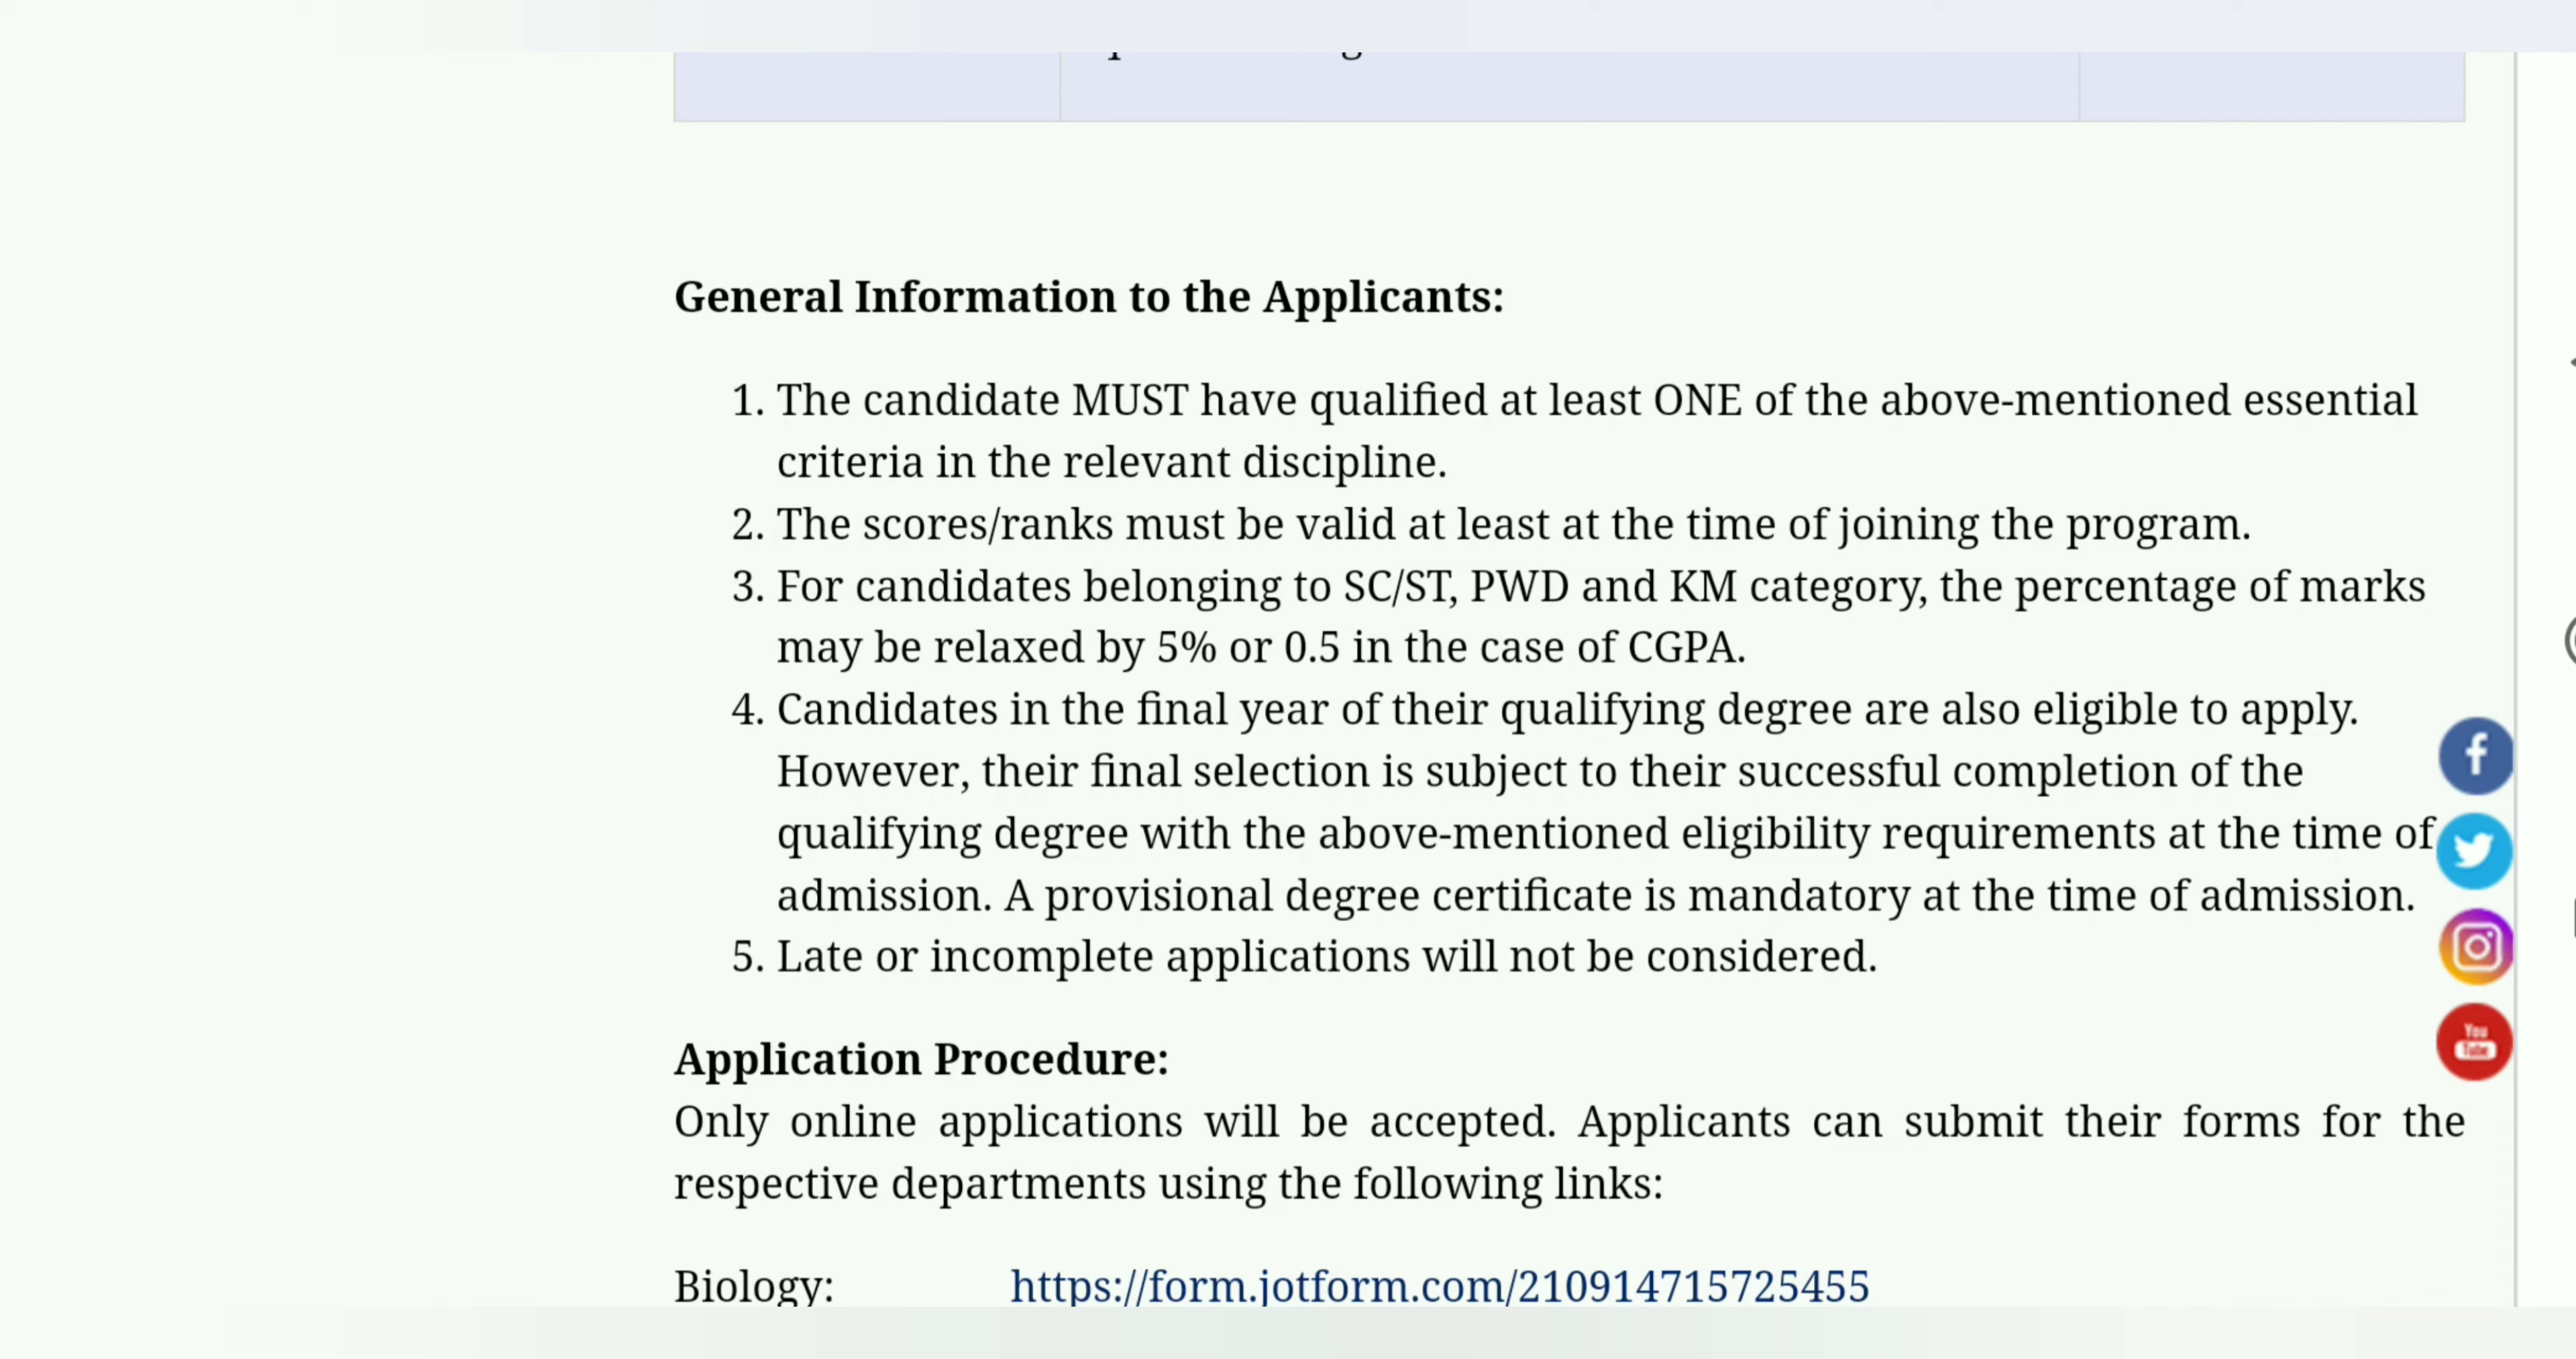 General Information to the Applicants:
1. The candidate MUST have qualified at least ONE of the above-mentioned essential
criteria in the relevant discipline.
2. The scores/ranks must be valid at least at the time of joining the program.
3. For candidates belonging to SC/ST, PWD and KM category, the percentage of marks
may be relaxed by 5% or 0.5 in the case of CGPA.
4. Candidates in the final year of their qualifying degree are also eligible to apply.
However, their final selection is subject to their successful completion of the
qualifying degree with the above-mentioned eligibility requirements at the time of
admission. A provisional degree certificate is mandatory at the time of admission.
5. Late or incomplete applications will not be considered.
You
Tube
Application Procedure:
Only online applications will be accepted. Applicants can submit their forms for the
respective departments using the following links:
Biology: https://form.jotform.com/210914715725455